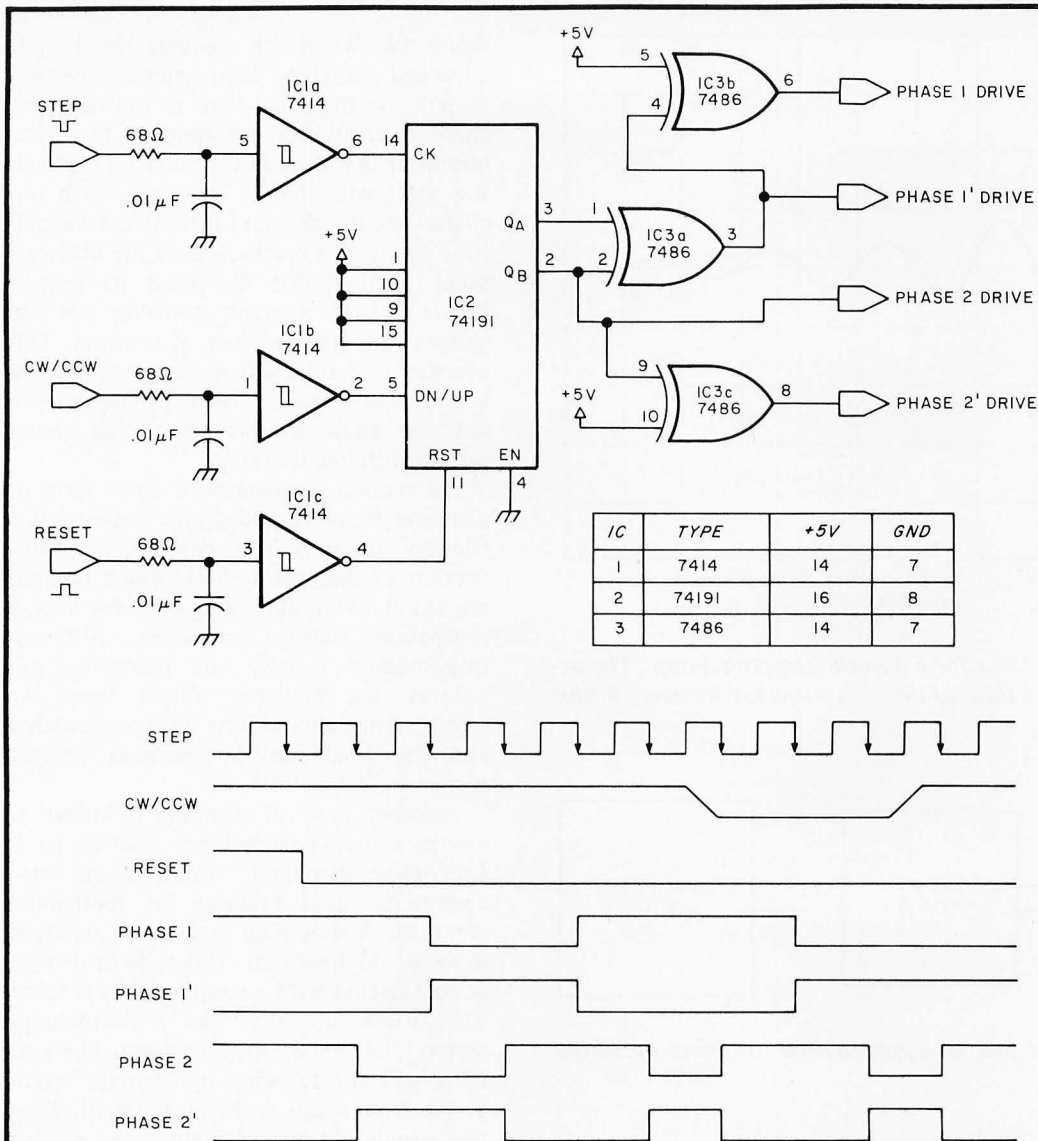 STEP
68Ω
.01μF
5
IC1a
7414
6
14
CK
+5V
1
10
9
15
IC2
74191
CW/CCW
68Ω
.01μF
1
IC1b
7414
2
5
DN/UP
RST
11
EN
4
RESET
68Ω
.01μF
3
IC1c
7414
4
QA
3
QB
2
1
2
IC3a
7486
3
+5V
5
4
IC3b
7486
6
+5V
9
10
IC3c
7486
8
PHASE 1 DRIVE
PHASE 1' DRIVE
PHASE 2 DRIVE
PHASE 2' DRIVE
IC TYPE +5V GND
1 7414 14 7
2 74191 16 8
3 7486 14 7
STEP
CW/CCW
RESET
PHASE 1
PHASE 1'
PHASE 2
PHASE 2'